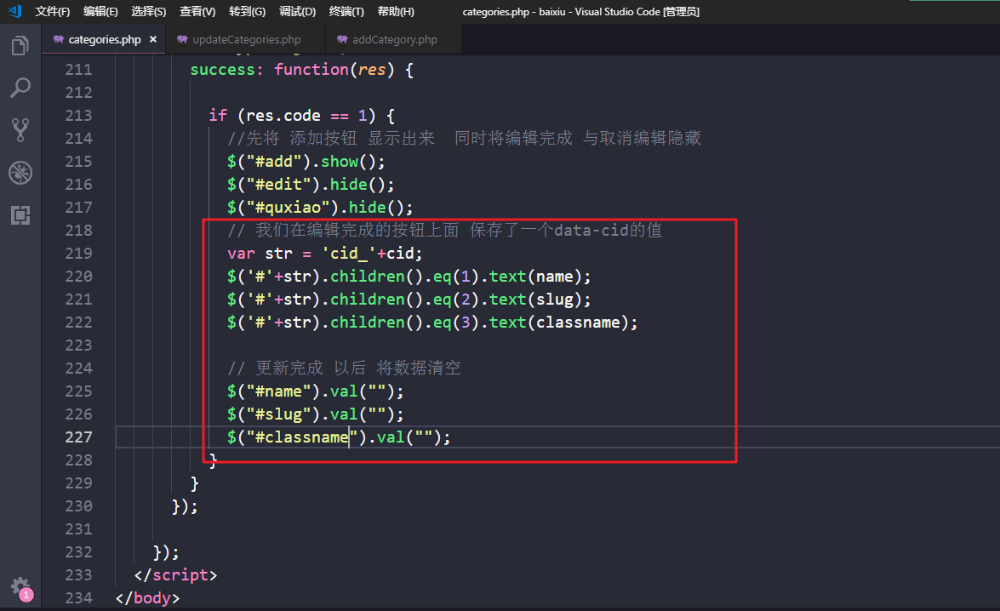 文件(F) 编辑(E) 选择(S) 查看(V) 转到(G) 调试(D) 终端(T) 帮助(H) categories.php - baixiu - Visual Studio Code [管理员]
categories.php × updateCategories.php addCategory.php
211 success: function(res) {
212
213 if (res.code == 1) {
214 //先将 添加按钮 显示出来 同时将编辑完成 与取消编辑隐藏
215 $("#add").show();
216 $("#edit").hide();
217 $("#quxiao").hide();
218 // 我们在编辑完成的按钮上面 保存了一个data-cid的值
219 var str = 'cid_'+cid;
220 $('#'+str).children().eq(1).text(name);
221 $('#'+str).children().eq(2).text(slug);
222 $('#'+str).children().eq(3).text(classname);
223
224 // 更新完成 以后 将数据清空
225 $("#name").val("");
226 $("#slug").val("");
227 $("#classname").val("");
228 }
229 }
230 });
231
232 });
233 </script>
234 </body>
1